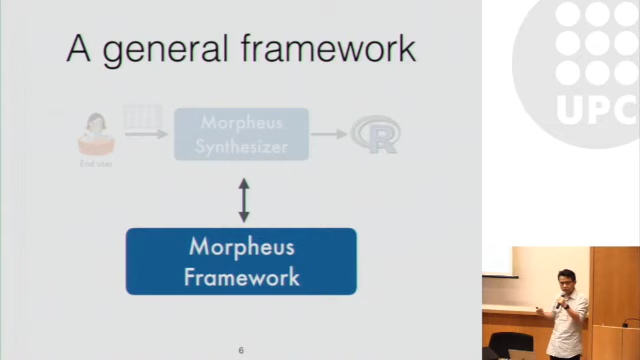 A general framework
Morpheus
Synthesizer
End user
R
Morpheus
Framework
6
UPC